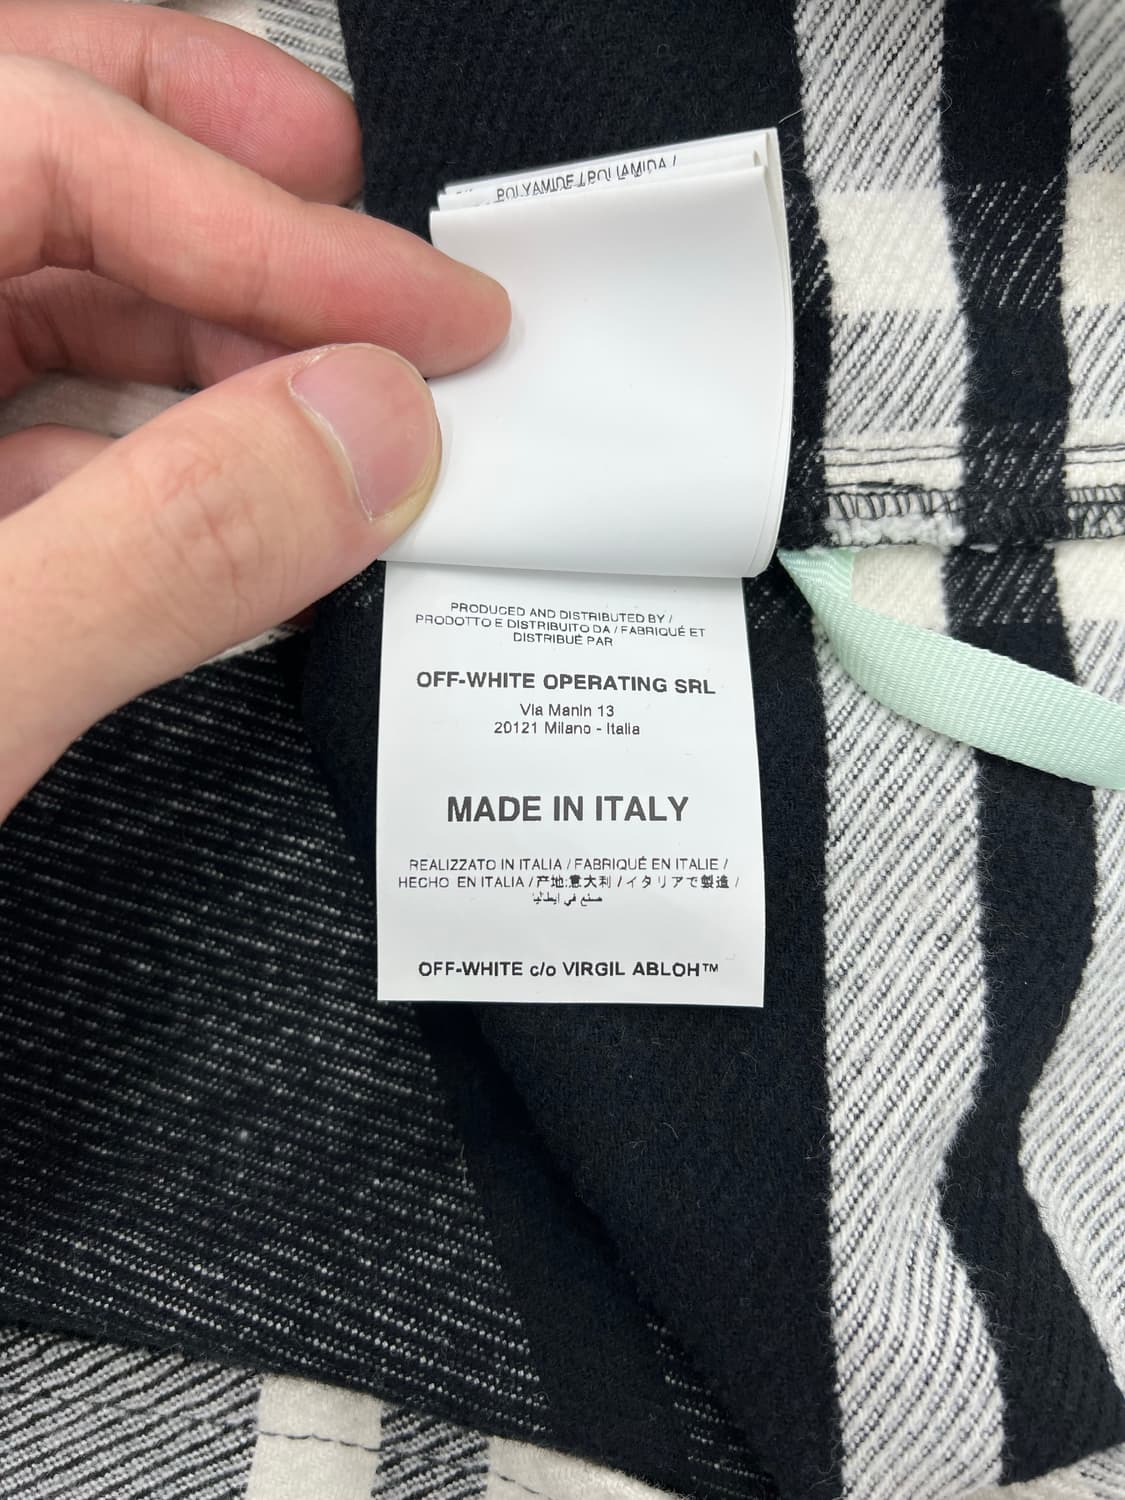 POLYAMIDE / POLIAMIDA /
PRODUCED AND DISTRIBUTED BY /
PRODOTTO E DISTRIBUITO DA / FABRIQUÉ ET
DISTRIBUÉ PAR
OFF-WHITE OPERATING SRL
Via Manin 13
20121 Milano - Italia
MADE IN ITALY
REALIZZATO IN ITALIA / FABRIQUÉ EN ITALIE /
HECHO EN ITALIA / 产地:意大利 / イタリアで製造 /
صنع في إيطاليا
OFF-WHITE c/o VIRGIL ABLOH™